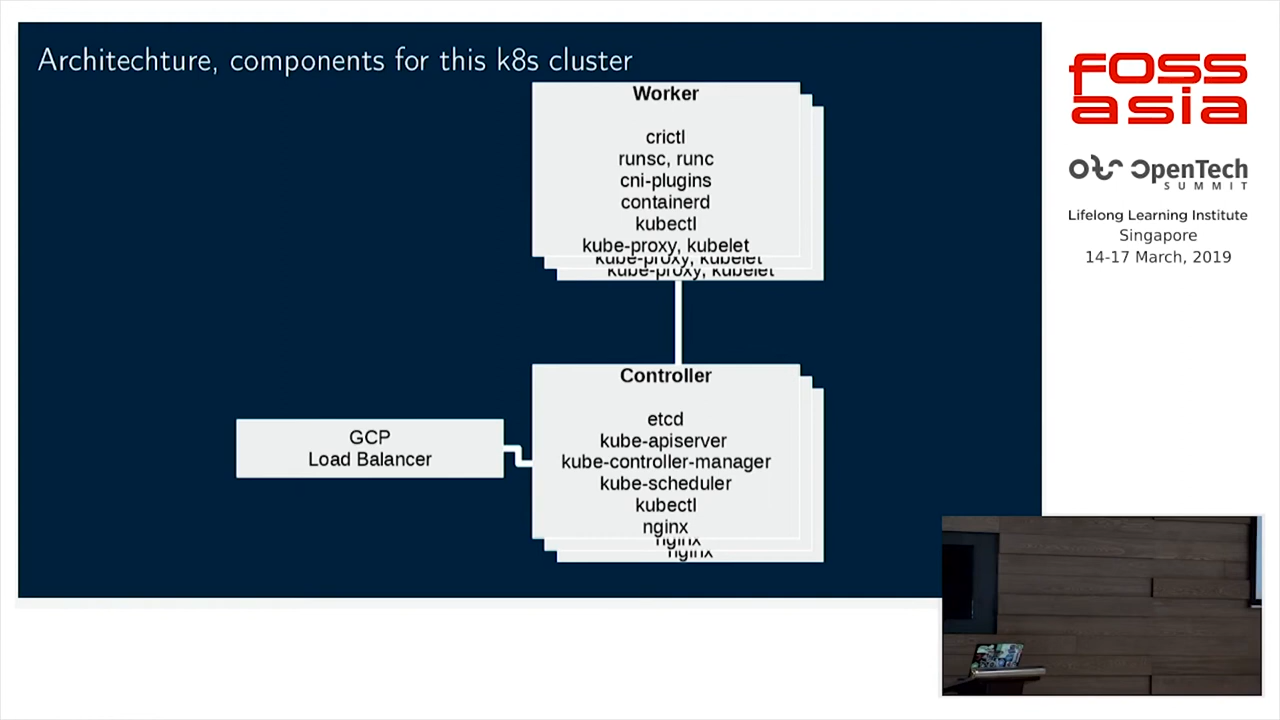 Architechture, components for this k8s cluster
Worker
crictl
runsc, runc
cni-plugins
containerd
kubectl
kube-proxy, kubelet
kube-proxy, kubelet
kube-proxy, kubelet
Controller
etcd
kube-apiserver
kube-controller-manager
kube-scheduler
kubectl
nginx
nginx
nginx
GCP
Load Balancer
fOSS
asia
OpenTech
SUMMIT
Lifelong Learning Institute
Singapore
14-17 March, 2019